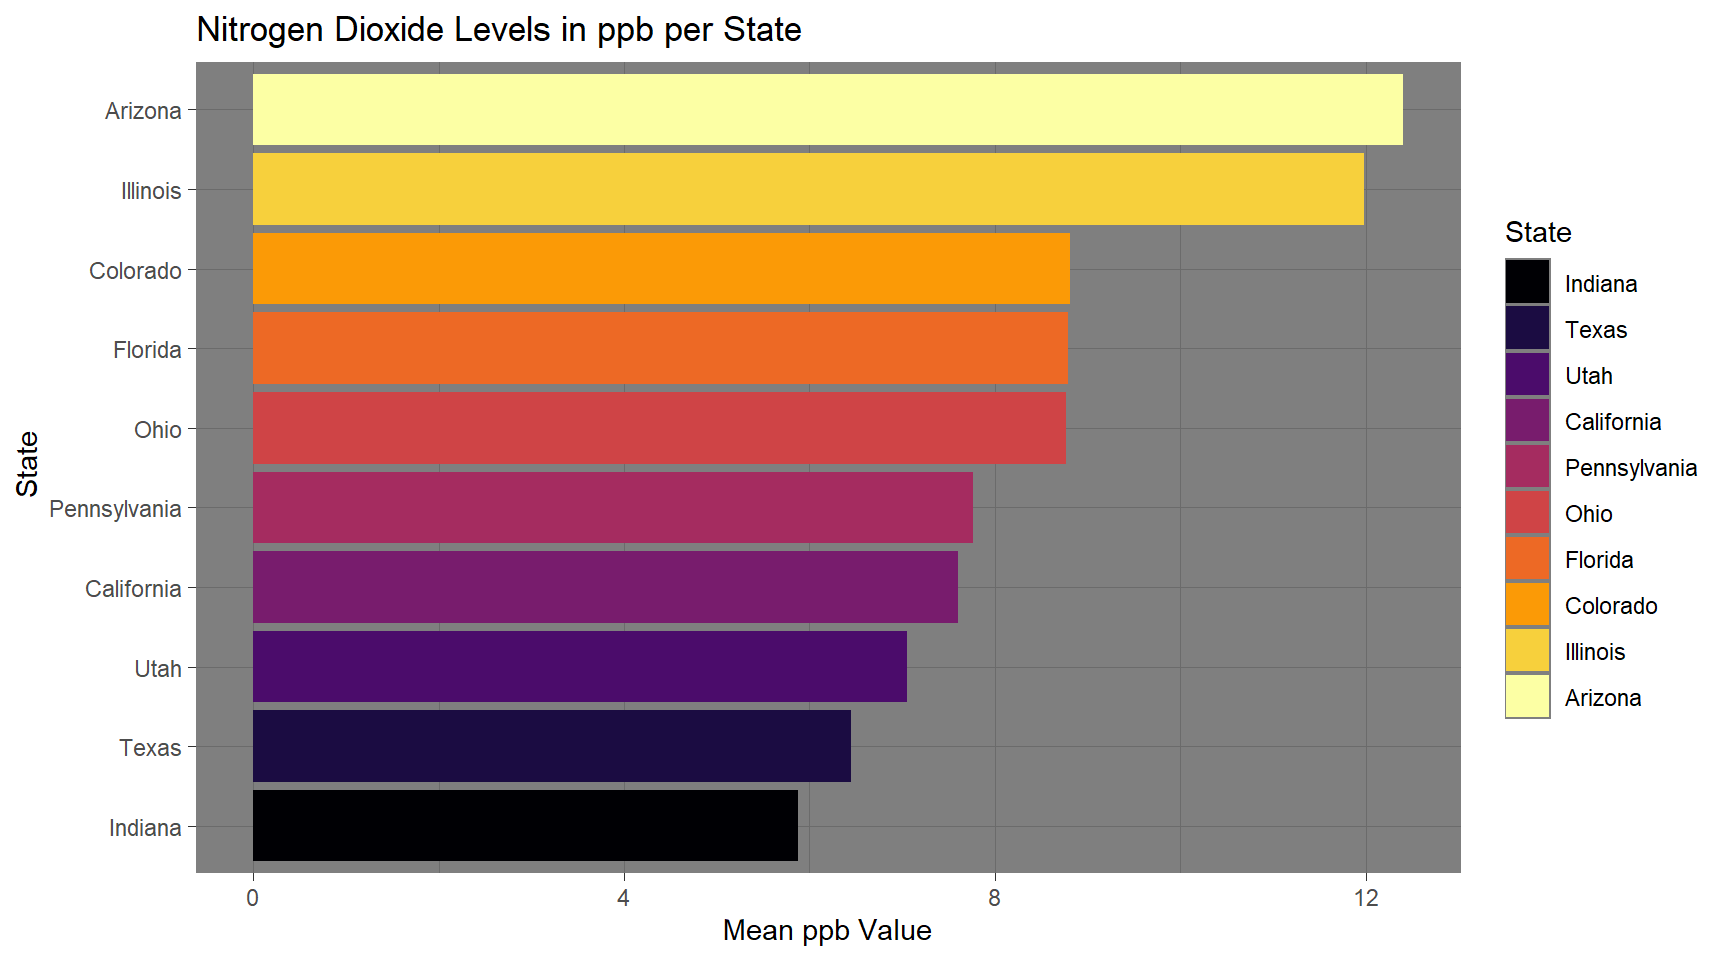 Nitrogen Dioxide Levels in ppb per State
State
Arizona
Illinois
Colorado
Florida
Ohio
Pennsylvania
California
Utah
Texas
Indiana
0 4 8 12
Mean ppb Value
State
Indiana
Texas
Utah
California
Pennsylvania
Ohio
Florida
Colorado
Illinois
Arizona